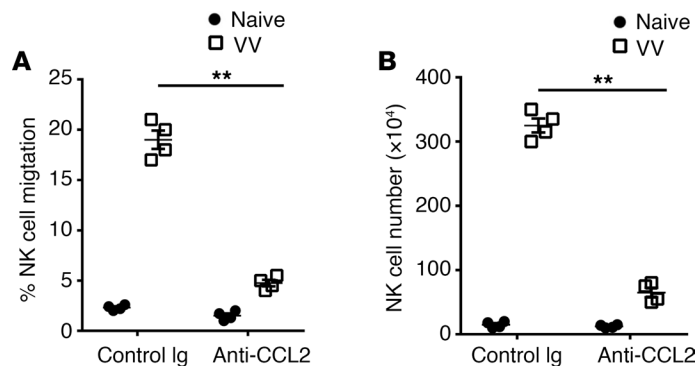 A
Naive
VV
**
% NK cell migtation
25
20
15
10
5
0
Control Ig
Anti-CCL2
B
Naive
VV
**
NK cell number (×10⁴)
400
300
200
100
0
Control Ig
Anti-CCL2